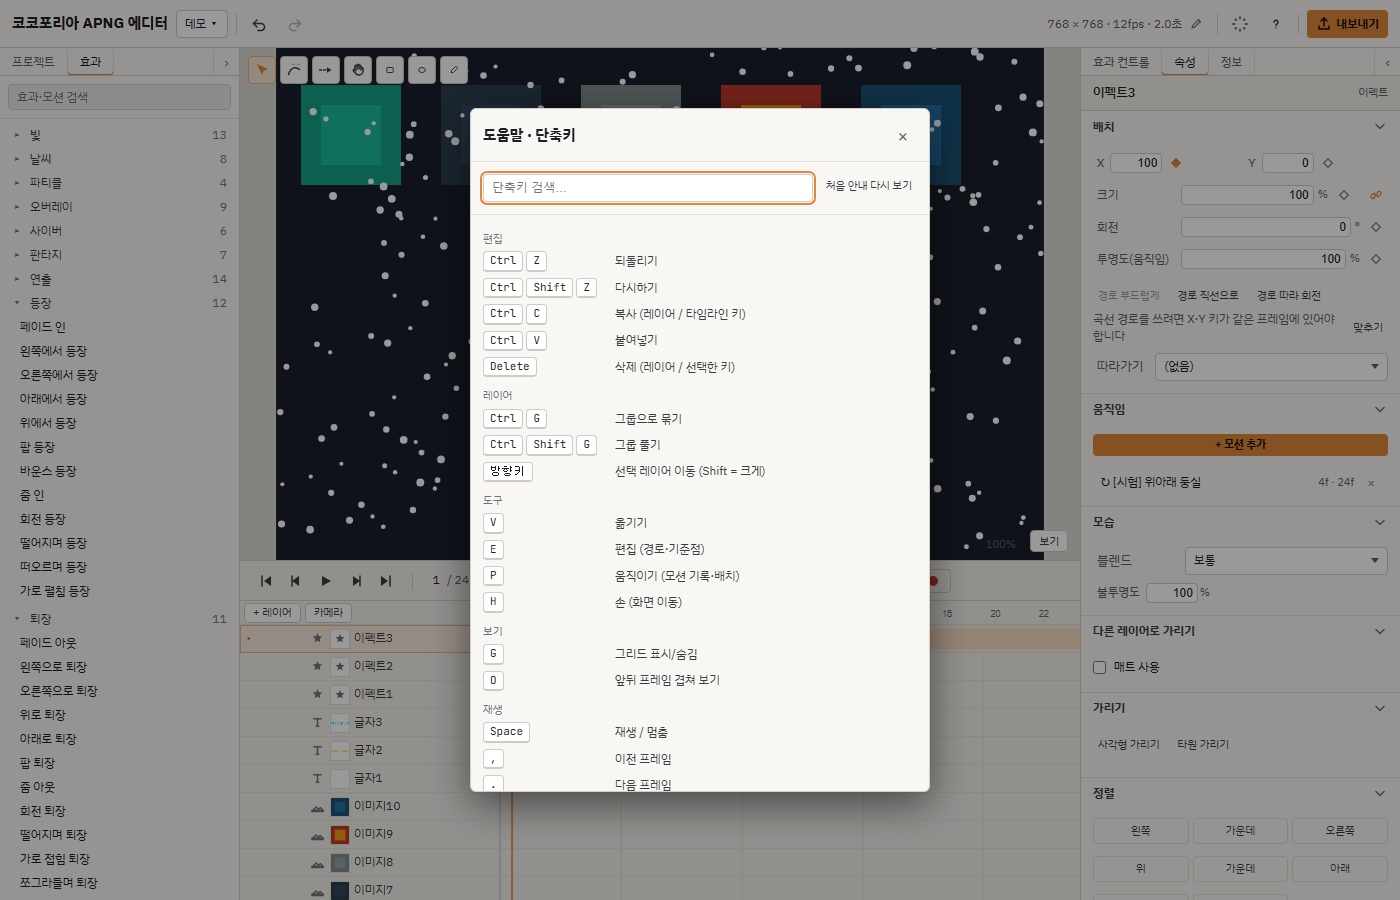 코코포리아 APNG 에디터
데모
768 × 768 · 12fps · 2.0초
?
내보내기
프로젝트
효과
효과·모션 검색
빛 13
날씨 8
파티클 4
오버레이 9
사이버 6
판타지 7
연출 14
등장 12
페이드 인
왼쪽에서 등장
오른쪽에서 등장
아래에서 등장
위에서 등장
팝 등장
바운스 등장
줌 인
회전 등장
떨어지며 등장
떠오르며 등장
가로 펼침 등장
퇴장 11
페이드 아웃
왼쪽으로 퇴장
오른쪽으로 퇴장
위로 퇴장
아래로 퇴장
팝 퇴장
줌 아웃
회전 퇴장
떨어지며 퇴장
가로 접힘 퇴장
쪼그라들며 퇴장
100%
보기
1 / 24
+ 레이어
카메라
18 20 22
이펙트3
이펙트2
이펙트1
T 글자3
T 글자2
T 글자1
이미지10
이미지9
이미지8
이미지7
도움말 · 단축키
×
단축키 검색...
처음 안내 다시 보기
편집
Ctrl Z 되돌리기
Ctrl Shift Z 다시하기
Ctrl C 복사 (레이어 / 타임라인 키)
Ctrl V 붙여넣기
Delete 삭제 (레이어 / 선택한 키)
레이어
Ctrl G 그룹으로 묶기
Ctrl Shift G 그룹 풀기
방향키 선택 레이어 이동 (Shift = 크게)
도구
V 옮기기
E 편집 (경로·기준점)
P 움직이기 (모션 기록·배치)
H 손 (화면 이동)
보기
G 그리드 표시/숨김
O 앞뒤 프레임 겹쳐 보기
재생
Space 재생 / 멈춤
, 이전 프레임
. 다음 프레임
효과 컨트롤
속성
정보
이펙트3 이펙트
배치
X 100 Y 0
크기 100 %
회전 0 °
투명도(움직임) 100 %
경로 부드럽게 경로 직선으로 경로 따라 회전
곡선 경로를 쓰려면 X·Y 키가 같은 프레임에 있어야
합니다
맞추기
따라가기 (없음)
움직임
+ 모션 추가
↻ [시험] 위아래 둥실 4f · 24f ×
모습
블렌드 보통
불투명도 100 %
다른 레이어로 가리기
매트 사용
가리기
사각형 가리기 타원 가리기
정렬
왼쪽 가운데 오른쪽
위 가운데 아래